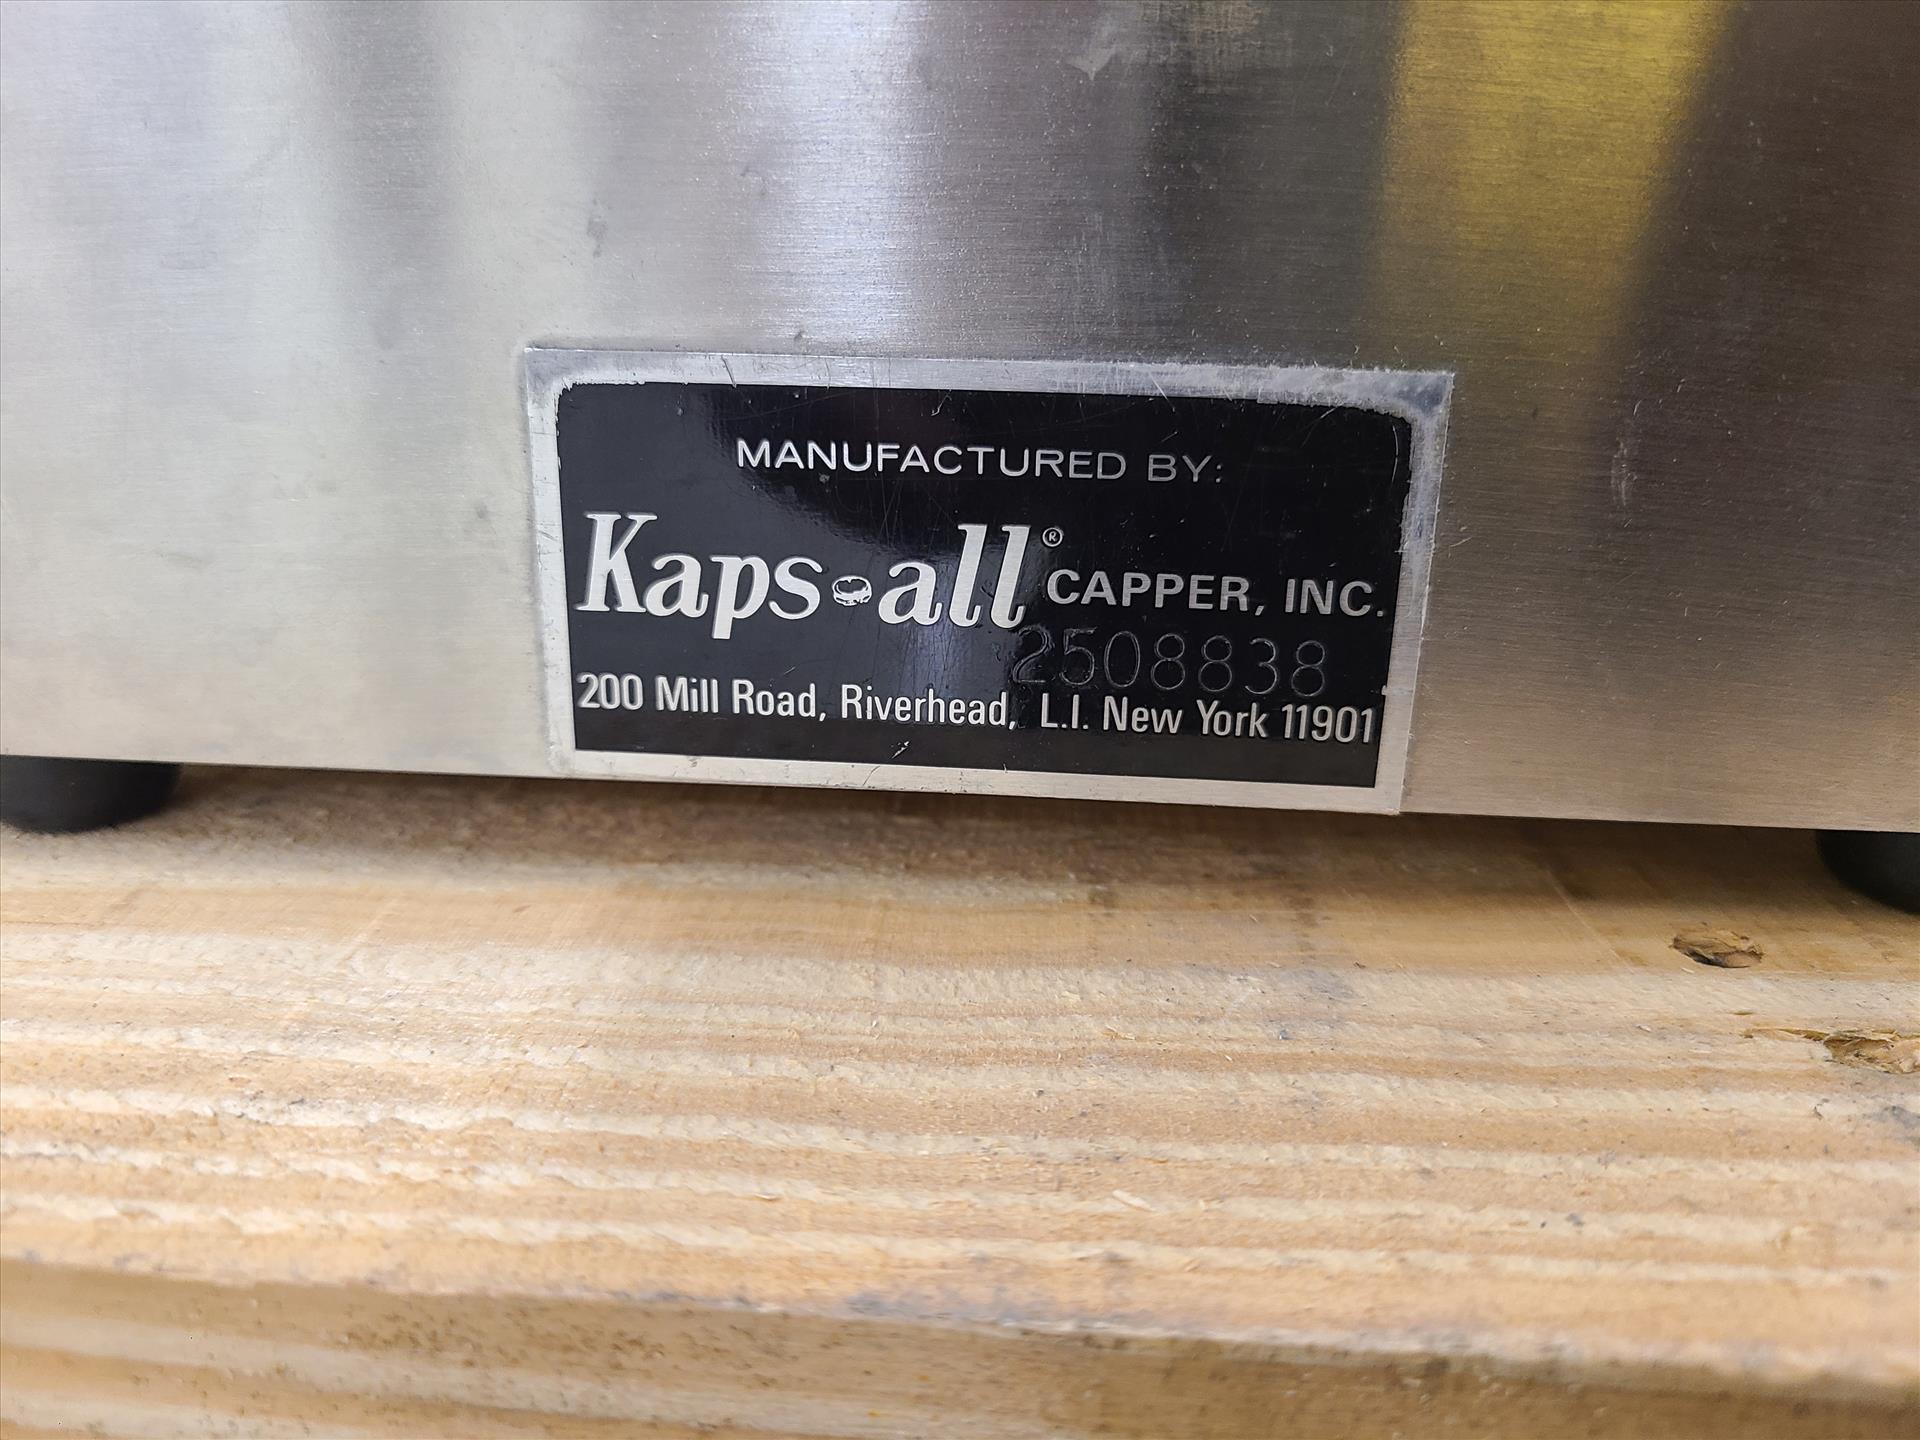 MANUFACTURED BY:
Kaps-all® CAPPER, INC.
2508838
200 Mill Road, Riverhead, L.I. New York 11901